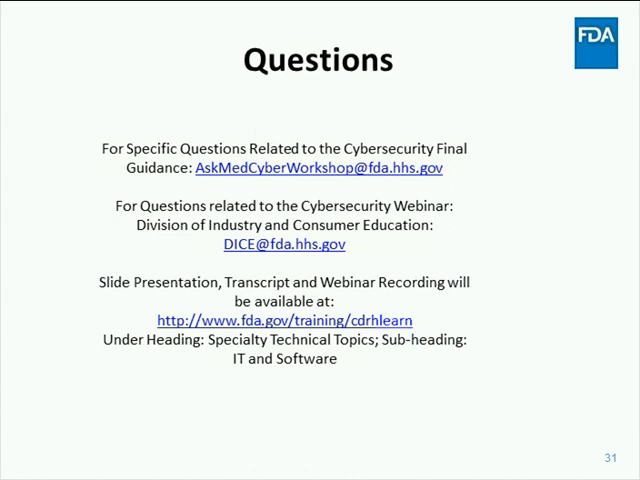 FDA
Questions
For Specific Questions Related to the Cybersecurity Final
Guidance: AskMedCyberWorkshop@fda.hhs.gov
For Questions related to the Cybersecurity Webinar:
Division of Industry and Consumer Education:
DICE@fda.hhs.gov
Slide Presentation, Transcript and Webinar Recording will
be available at:
http://www.fda.gov/training/cdrhlearn
Under Heading: Specialty Technical Topics; Sub-heading:
IT and Software
31